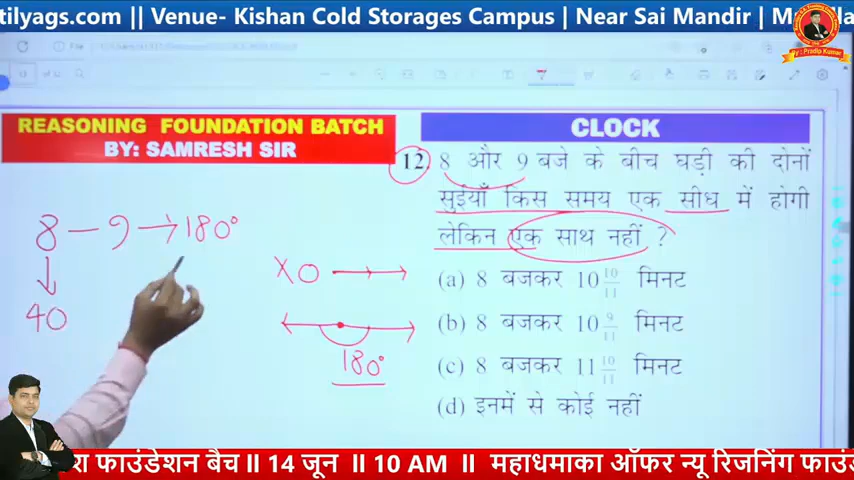 tilyags.com || Venue- Kishan Cold Storages Campus | Near Sai Mandir |
: Pradip Kumar
REASONING FOUNDATION BATCH
BY: SAMRESH SIR
CLOCK
12. 8 और 9 बजे के बीच घड़ी की दोनों
सुईयाँ किस समय एक सीध में होगी
लेकिन एक साथ नहीं ?
(a) 8 बजकर 10 10/11 मिनट
(b) 8 बजकर 10 9/11 मिनट
(c) 8 बजकर 11 10/11 मिनट
(d) इनमें से कोई नहीं
8 – 9 → 180°
↓
40
X0 →
180°
श फाउंडेशन बैच II 14 जून II 10 AM II महाधमाका ऑफर न्यू रिजनिंग फाउंडे